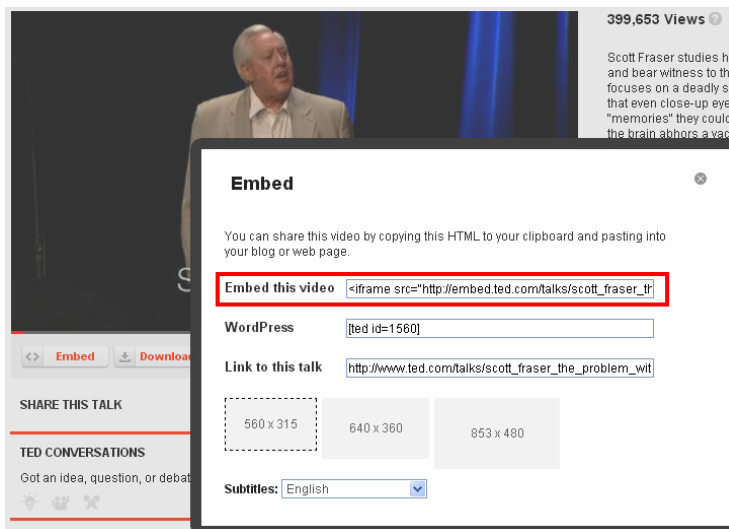 399,653 Views
Scott Fraser studies h
and bear witness to th
focuses on a deadly s
that even close-up eye
"memories" they could
the brain abhors a vac
S
Embed
You can share this video by copying this HTML to your clipboard and pasting into
your blog or web page.
Embed this video <iframe src="http://embed.ted.com/talks/scott_fraser_th
WordPress [ted id=1560]
Link to this talk http://www.ted.com/talks/scott_fraser_the_problem_wit
560 x 315 640 x 360 853 x 480
Subtitles: English
<> Embed Downloa
SHARE THIS TALK
TED CONVERSATIONS
Got an idea, question, or debat